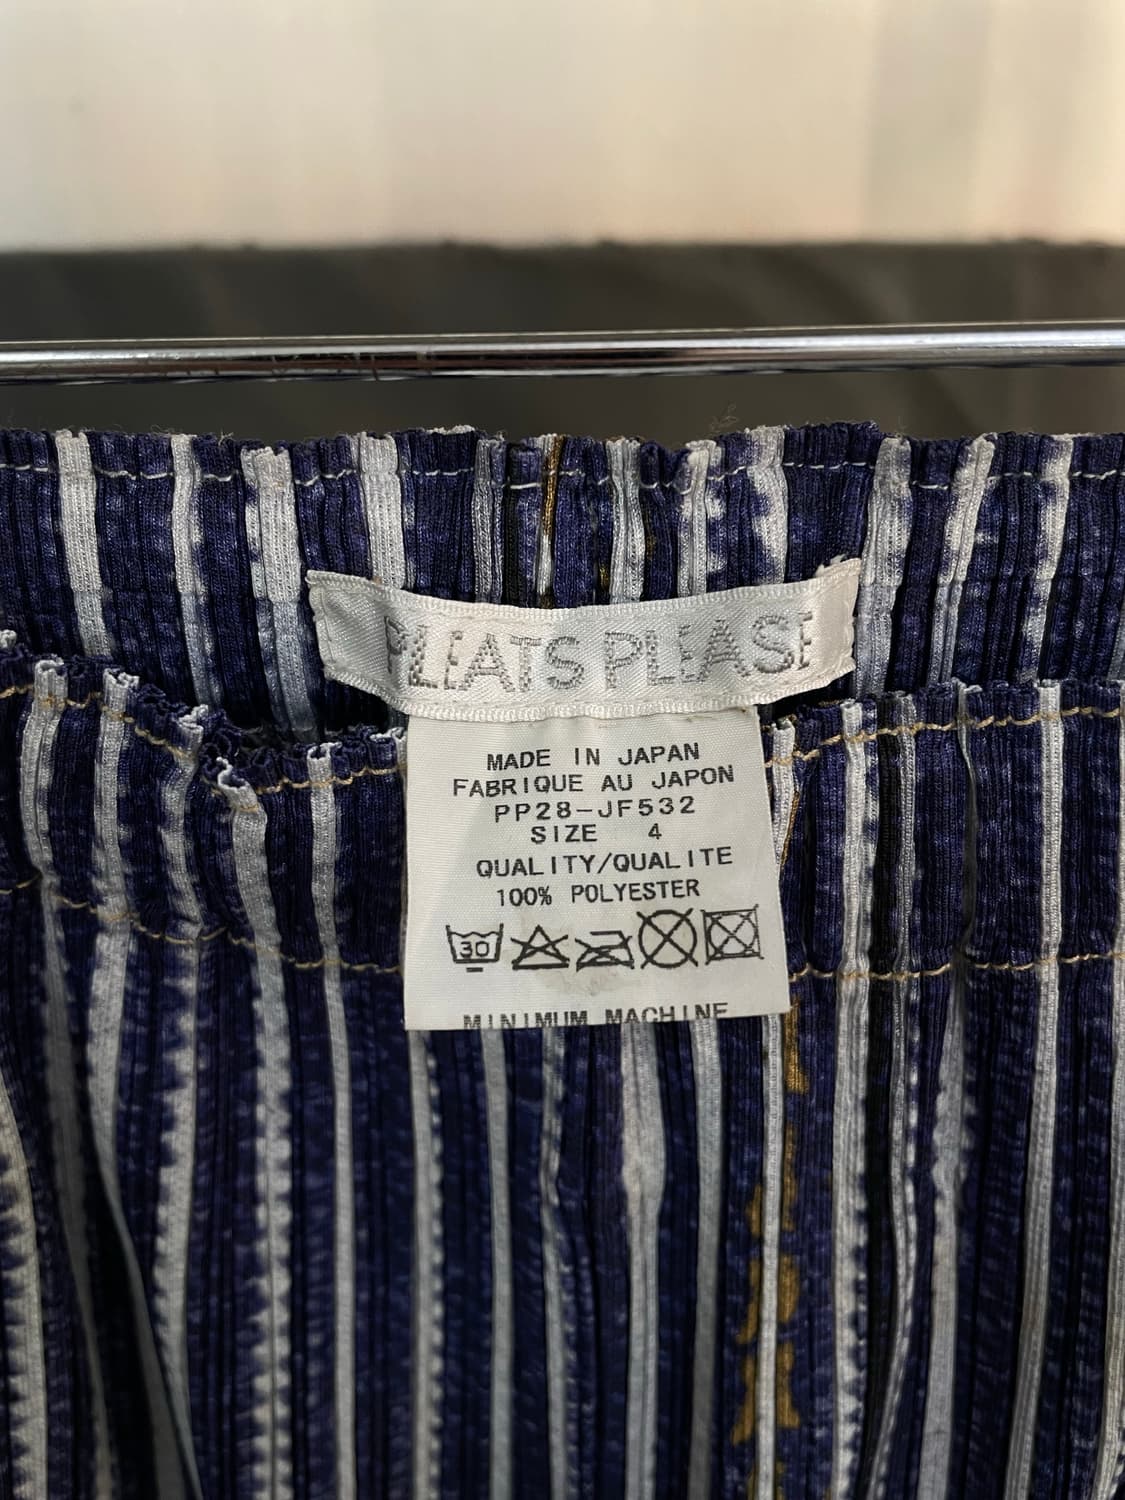 PLEATS PLEASE
MADE IN JAPAN
FABRIQUE AU JAPON
PP28-JF532
SIZE 4
QUALITY/QUALITE
100% POLYESTER
30
MINIMUM MACHINE